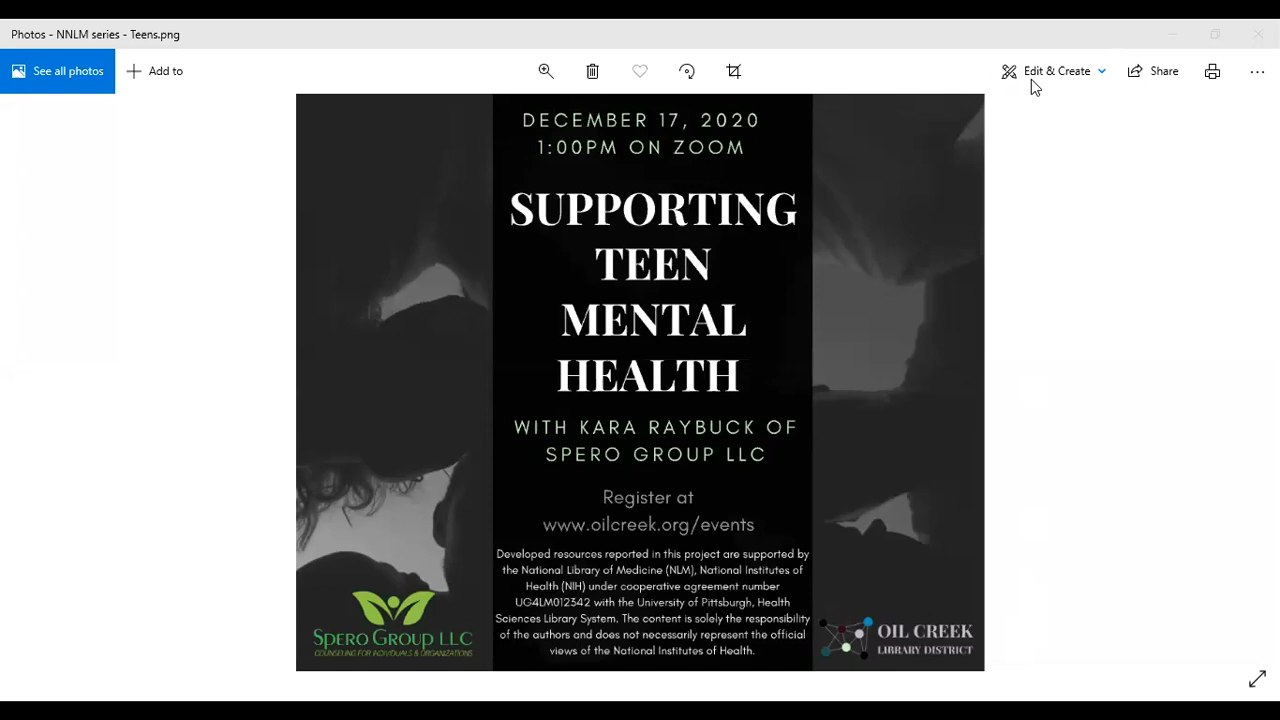 Photos - NNLM series - Teens.png
See all photos
Add to
Edit & Create
Share
DECEMBER 17, 2020
1:00PM ON ZOOM
SUPPORTING
TEEN
MENTAL
HEALTH
WITH KARA RAYBUCK OF
SPERO GROUP LLC
Register at
www.oilcreek.org/events
Developed resources reported in this project are supported by
the National Library of Medicine (NLM), National Institutes of
Health (NIH) under cooperative agreement number
UG4LM012342 with the University of Pittsburgh, Health
Sciences Library System. The content is solely the responsibility
of the authors and does not necessarily represent the official
views of the National Institutes of Health.
SPERO GROUP LLC
COUNSELING FOR INDIVIDUALS & ORGANIZATIONS
OIL CREEK
LIBRARY DISTRICT